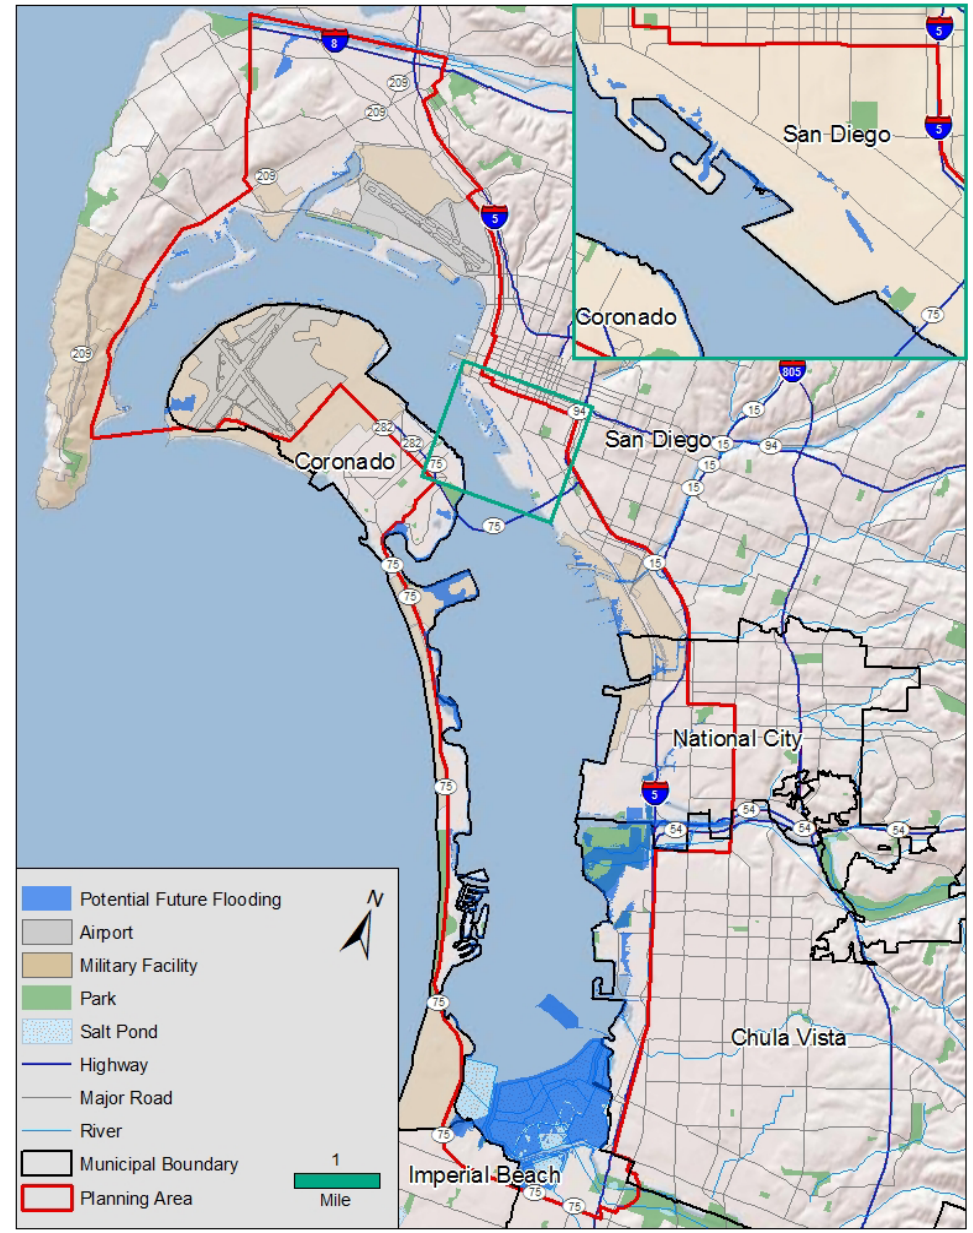 8
209
209
209
5
209
805
94
15
94
15
15
15
San Diego
282
282
75
Coronado
75
75
75
15
National City
75
5
54
54
54
54
75
Chula Vista
75
Imperial Beach
75
75
5
5
San Diego
Coronado
75
Potential Future Flooding
Airport
Military Facility
Park
Salt Pond
Highway
Major Road
River
Municipal Boundary
Planning Area
N
1
Mile